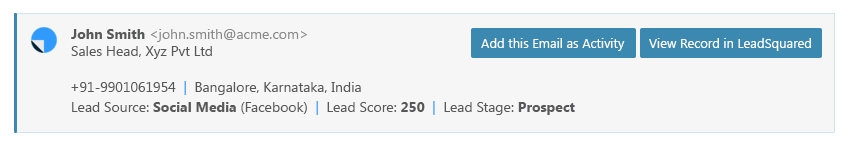 John Smith <john.smith@acme.com>
Sales Head, Xyz Pvt Ltd
Add this Email as Activity
View Record in LeadSquared
+91-9901061954 | Bangalore, Karnataka, India
Lead Source: Social Media (Facebook) | Lead Score: 250 | Lead Stage: Prospect